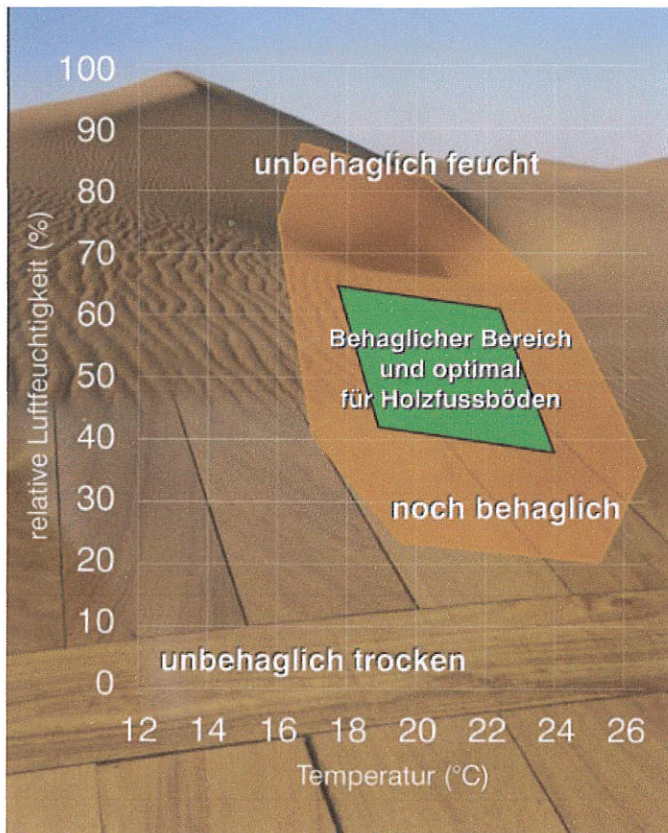 100
90
unbehaglich feucht
80
70
60
Behaglicher Bereich
und optimal
50
für Holzfussböden
40
30
noch behaglich
20
10
unbehaglich trocken
0
12 14 16 18 20 22 24 26
Temperatur (°C)
relative Luftfeuchtigkeit (%)